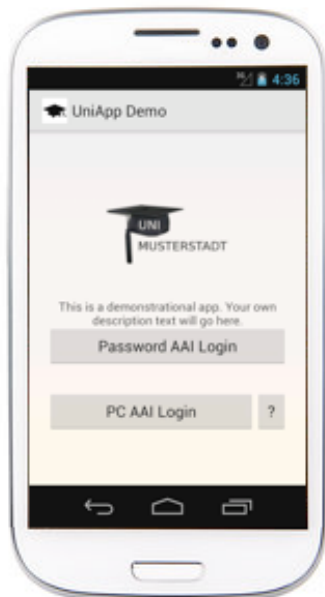 3G 4:36
UniApp Demo
UNI
MUSTERSTADT
This is a demonstrational app. Your own
description text will go here.
Password AAI Login
PC AAI Login ?